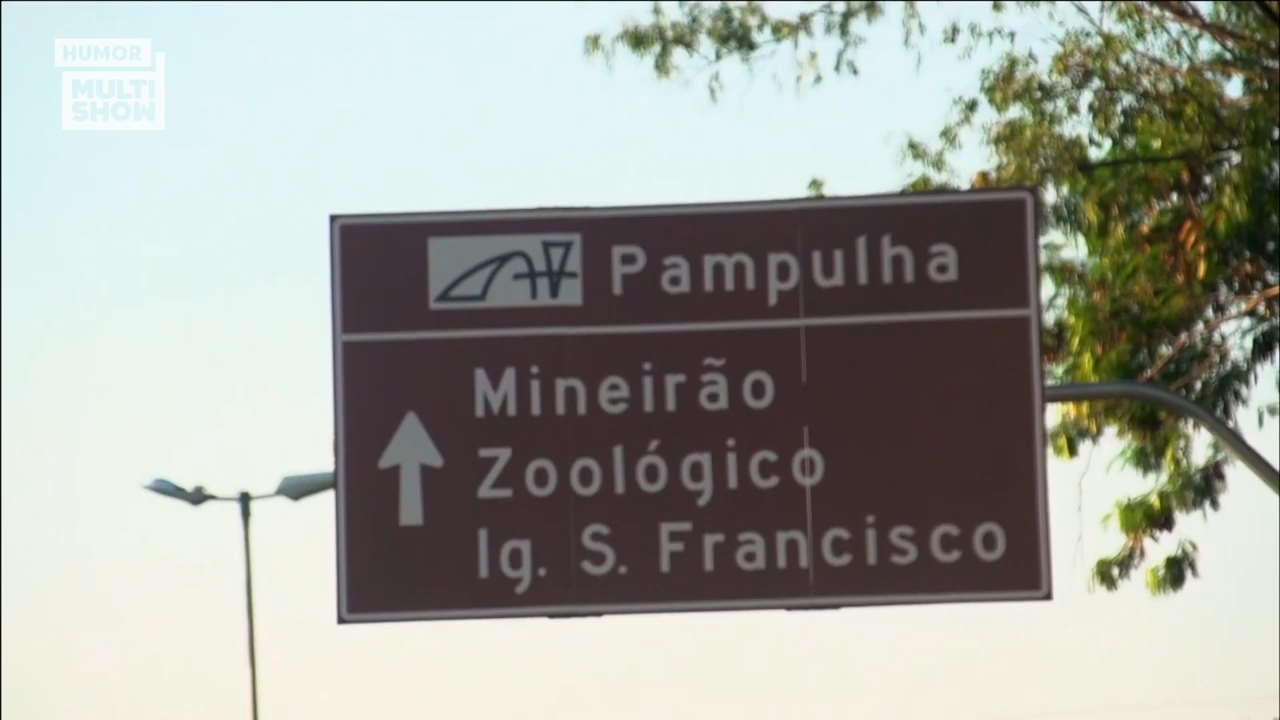 HUMOR
MULTI
SHOW
Pampulha
Mineirão
Zoológico
Ig. S. Francisco